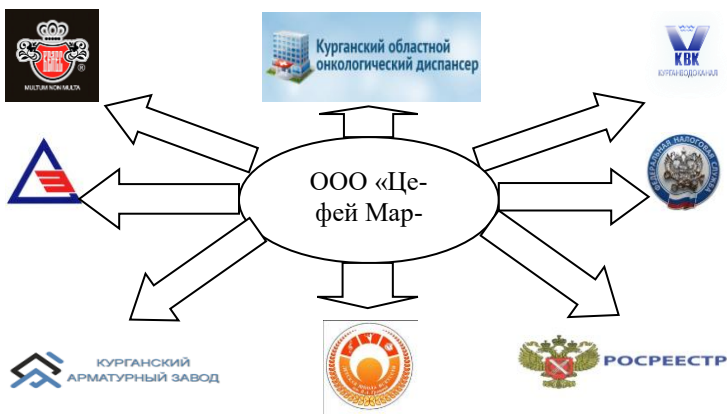 MULTUM NON MULTA
®
Курганский областной
онкологический диспансер
КВК
КУРГАНВОДОКАНАЛ
ФЕДЕРАЛЬНАЯ НАЛОГОВАЯ СЛУЖБА
ООО «Це-
фей Мар-
КУРГАНСКИЙ
АРМАТУРНЫЙ ЗАВОД
РОСРЕЕСТР